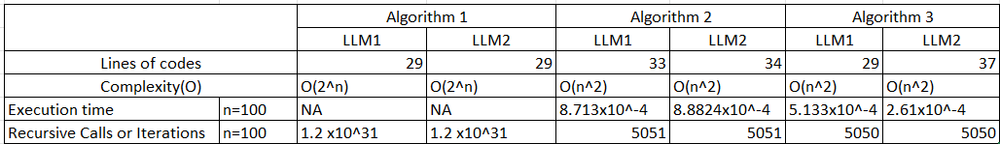 Algorithm 1 Algorithm 2 Algorithm 3
LLM1 LLM2 LLM1 LLM2 LLM1 LLM2
Lines of codes 29 29 33 34 29 37
Complexity(O) O(2^n) O(2^n) O(n^2) O(n^2) O(n^2) O(n^2)
Execution time n=100 NA NA 8.713x10^-4 8.8824x10^-4 5.133x10^-4 2.61x10^-4
Recursive Calls or Iterations n=100 1.2 x10^31 1.2 x10^31 5051 5051 5050 5050